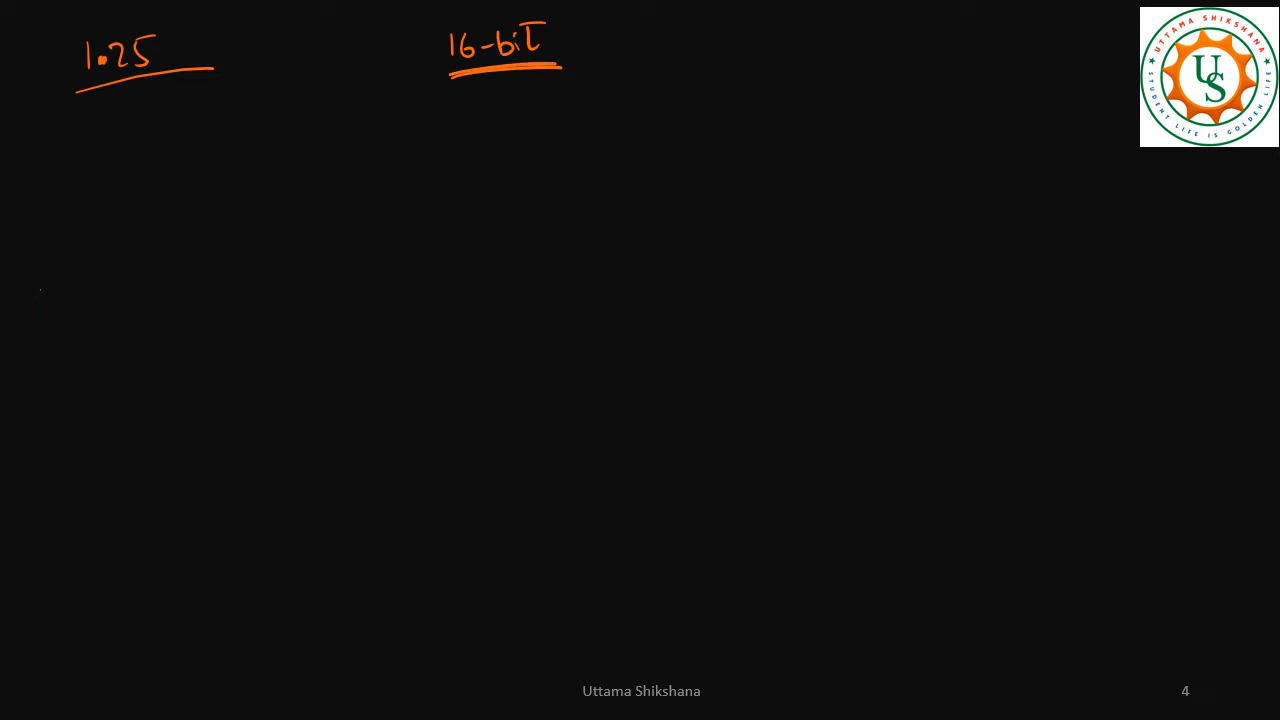 1.25
16-bit
UTTAMA SHIKSHANA
US
STUDENT LIFE IS GOLDEN LIFE
Uttama Shikshana
4